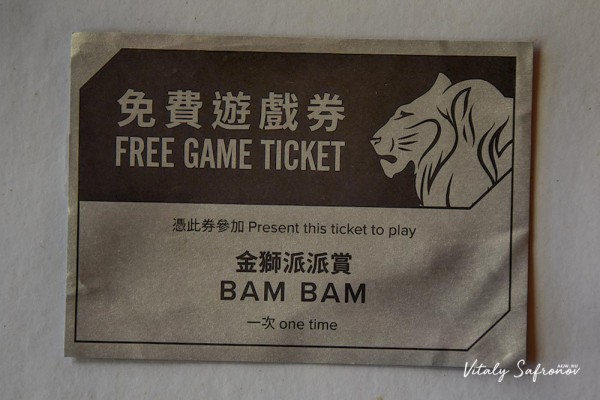 免費遊戲券
FREE GAME TICKET
憑此券參加 Present this ticket to play
金獅派派賞
BAM BAM
一次 one time
Vitaly Safronov